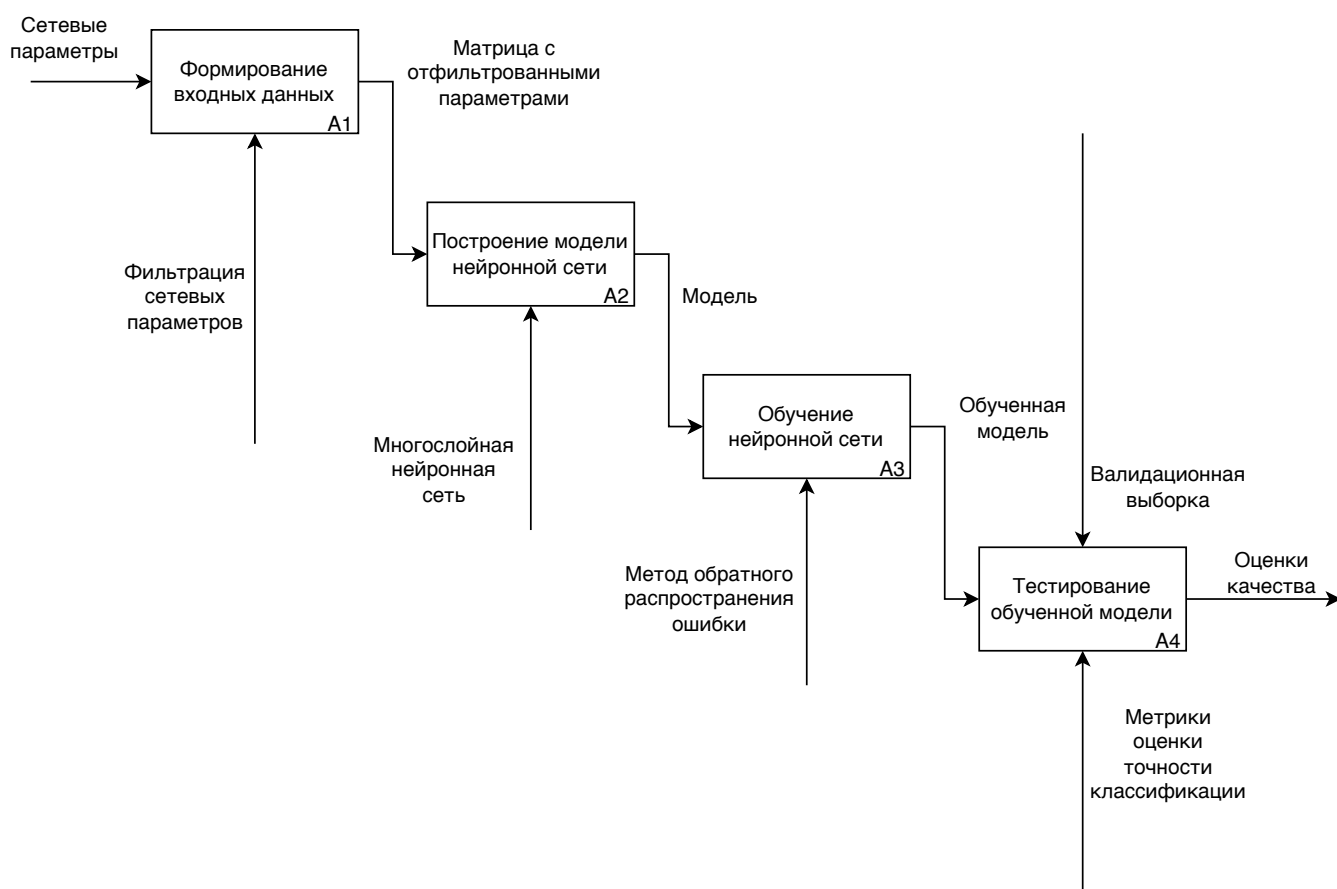 Сетевые
параметры
Формирование
входных данных
A1
Матрица с
отфильтрованными
параметрами
Фильтрация
сетевых
параметров
Построение модели
нейронной сети
A2
Модель
Многослойная
нейронная
сеть
Обучение
нейронной сети
A3
Обученная
модель
Валидационная
выборка
Метод обратного
распространения
ошибки
Тестирование
обученной модели
A4
Оценки
качества
Метрики
оценки
точности
классификации